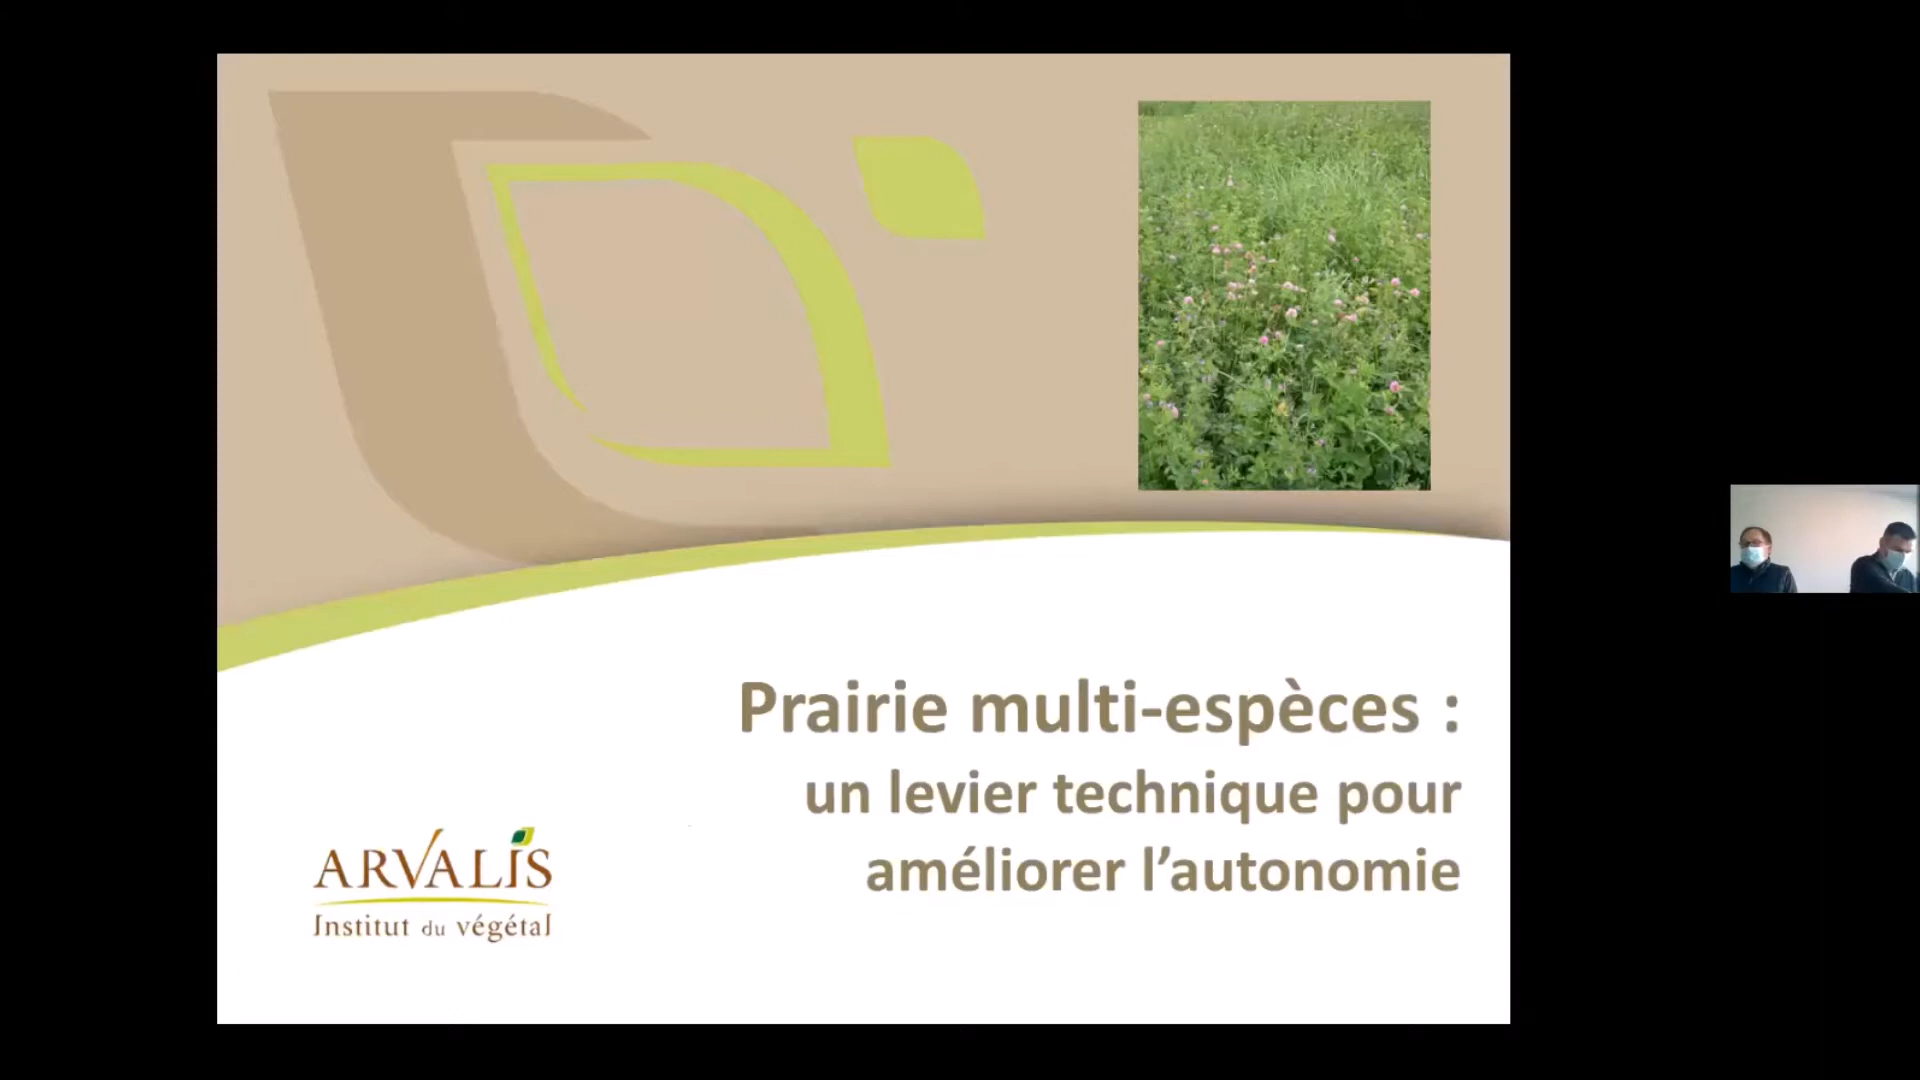 Prairie multi-espèces :
un levier technique pour
améliorer l’autonomie
ARVALIS
Institut du végétal